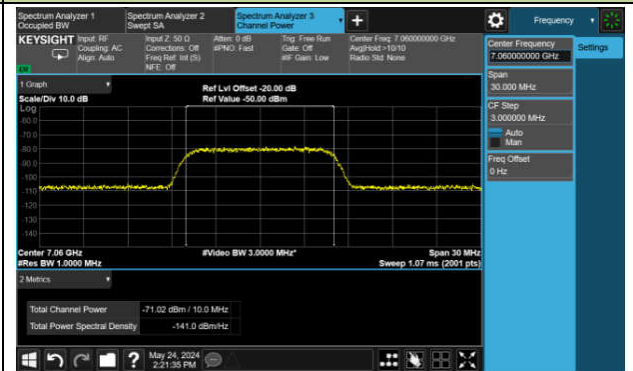 Spectrum Analyzer 1
Occupied BW
Spectrum Analyzer 2
Swept SA
Spectrum Analyzer 3
Channel Power
+
Frequency
KEYSIGHT
Input: RF
Coupling: AC
Align: Auto
Input Z: 50 Ω
Corrections: Off
Freq Ref: Int (S)
NFE: Off
Atten: 0 dB
#PNO: Fast
Trig: Free Run
Gate: Off
#IF Gain: Low
Center Freq: 7.060000000 GHz
Avg|Hold:>10/10
Radio Std: None
Center Frequency
7.060000000 GHz
Settings
Span
30.000 MHz
CF Step
3.000000 MHz
Auto
Man
Freq Offset
0 Hz
1 Graph
Scale/Div 10.0 dB
Ref Lvl Offset -20.00 dB
Ref Value -50.00 dBm
Log
-60.0
-70.0
-80.0
-90.0
-100
-110
-120
-130
-140
Center 7.06 GHz
#Res BW 1.0000 MHz
#Video BW 3.0000 MHz*
Span 30 MHz
Sweep 1.07 ms (2001 pts)
2 Metrics
Total Channel Power -71.02 dBm / 10.0 MHz
Total Power Spectral Density -141.0 dBm/Hz
?
May 24, 2024
2:21:35 PM